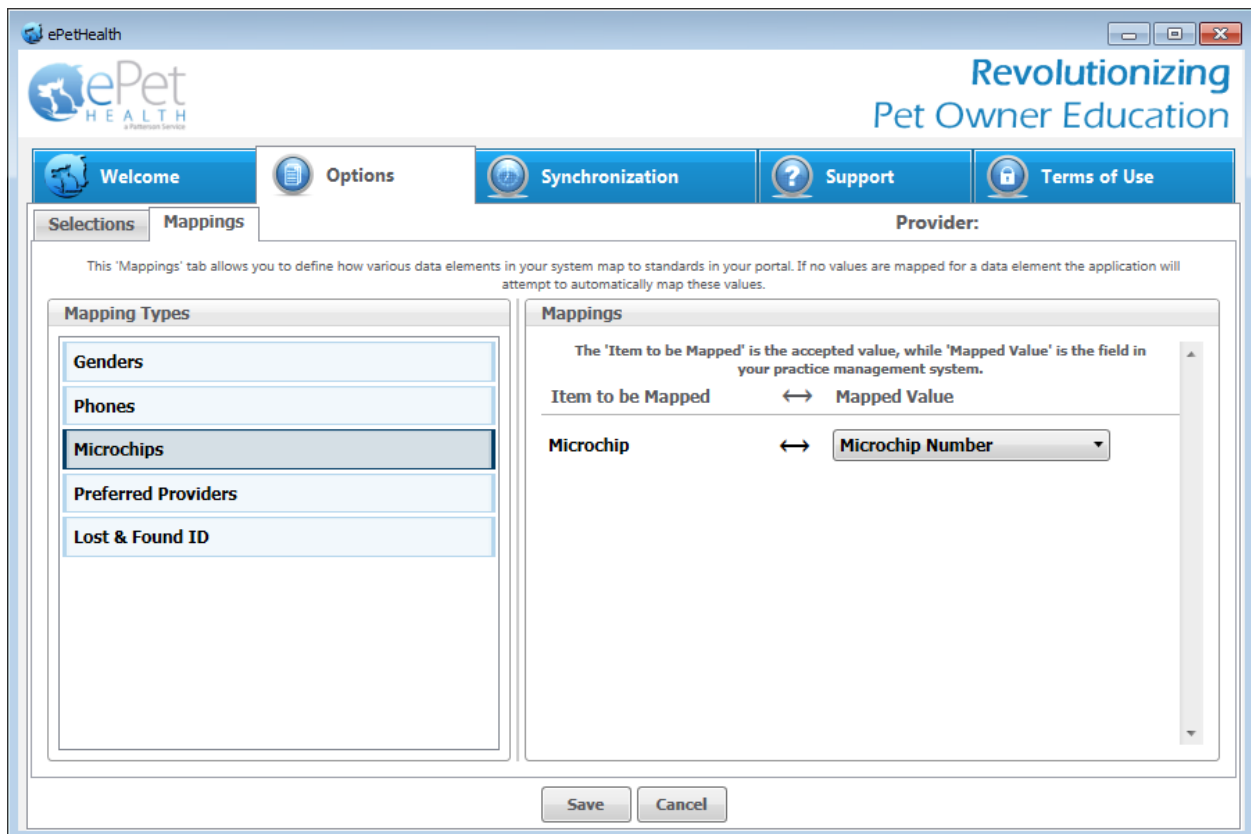 ePetHealth
ePet
HEALTH
a Patterson Service
Revolutionizing
Pet Owner Education
Welcome
Options
Synchronization
Support
Terms of Use
Selections
Mappings
Provider:
This 'Mappings' tab allows you to define how various data elements in your system map to standards in your portal. If no values are mapped for a data element the application will
attempt to automatically map these values.
Mapping Types
Genders
Phones
Microchips
Preferred Providers
Lost & Found ID
Mappings
The 'Item to be Mapped' is the accepted value, while 'Mapped Value' is the field in
your practice management system.
Item to be Mapped ↔ Mapped Value
Microchip ↔ Microchip Number
Save
Cancel